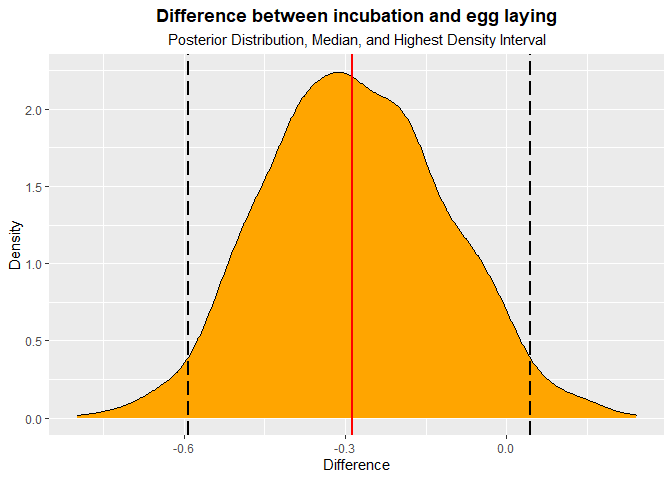 Difference between incubation and egg laying
Posterior Distribution, Median, and Highest Density Interval
Density
2.0
1.5
1.0
0.5
0.0
-0.6
-0.3
0.0
Difference